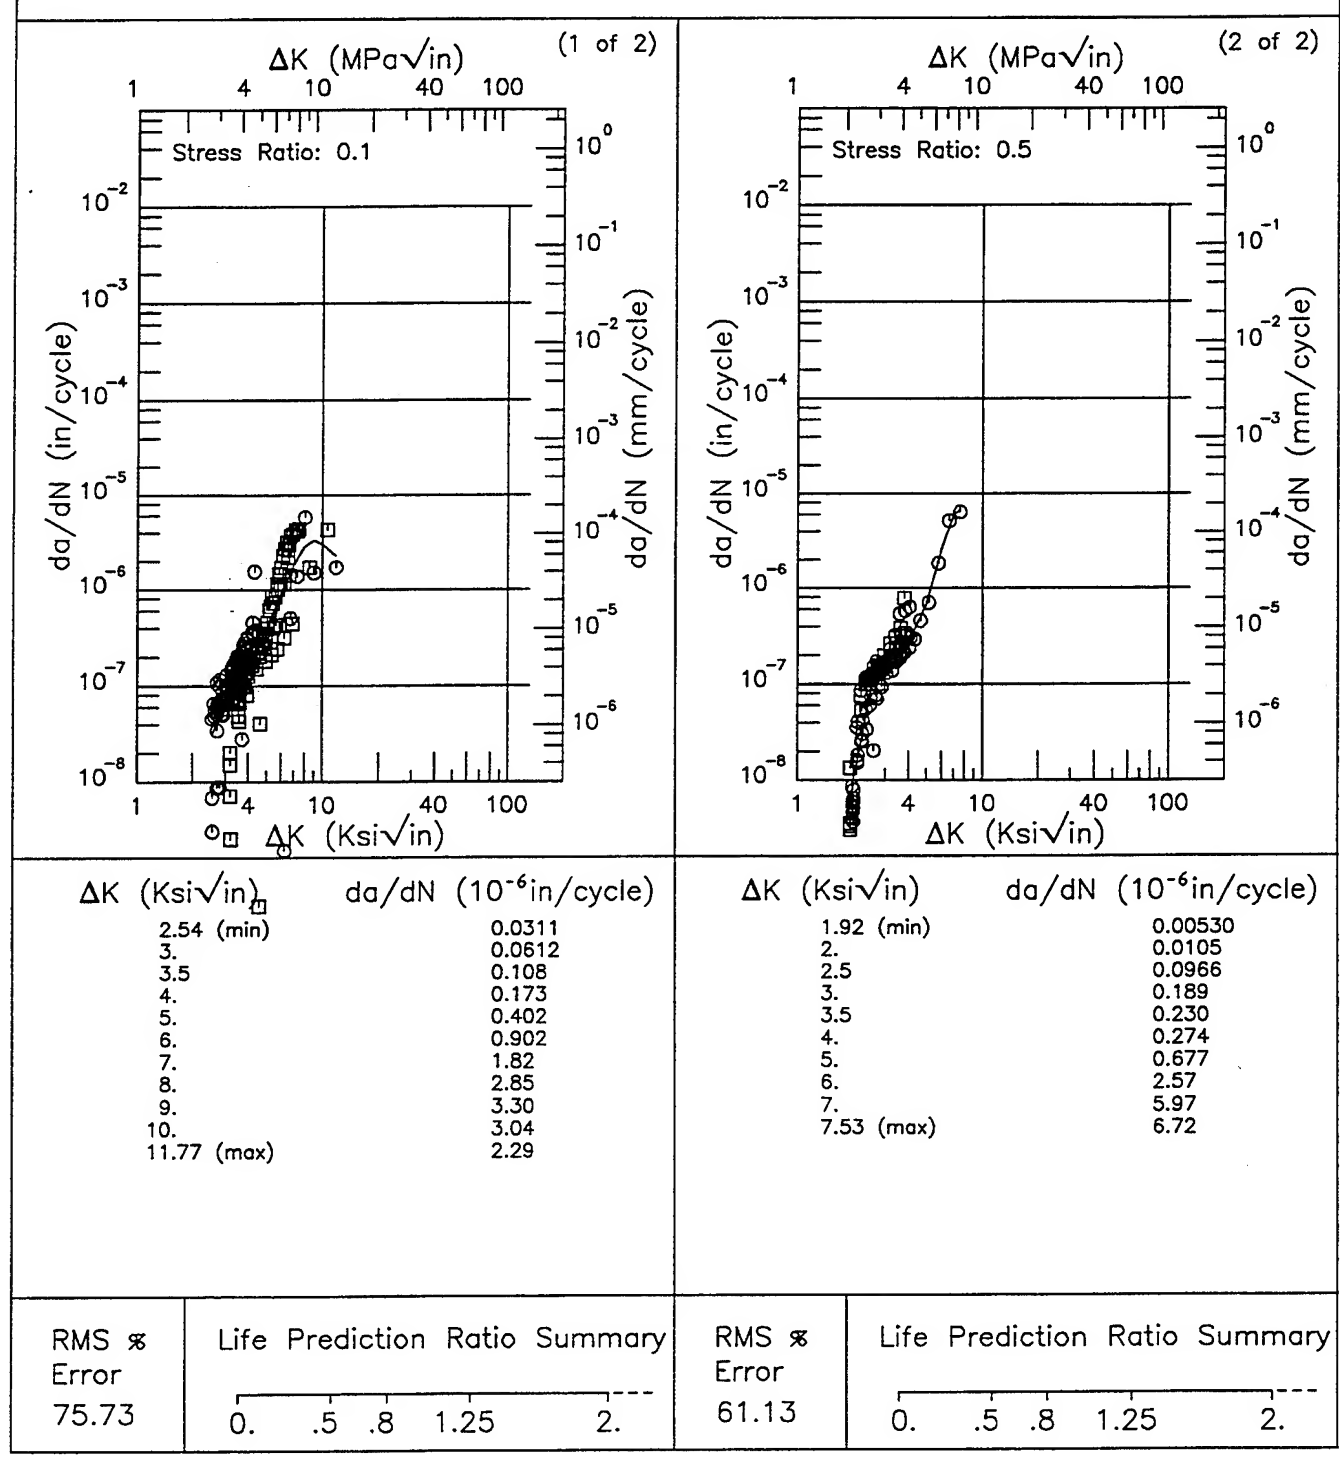 (1 of 2)
ΔK (MPa√in)
1 4 10 40 100
Stress Ratio: 0.1
10⁰
10⁻²
10⁻¹
10⁻³
10⁻²
10⁻⁴
10⁻³
10⁻⁵
10⁻⁴
10⁻⁶
10⁻⁵
10⁻⁷
10⁻⁶
10⁻⁸
da/dN (in/cycle)
da/dN (mm/cycle)
1 4 10 40 100
ΔK (Ksi√in)
ΔK (Ksi√in) da/dN (10⁻⁶in/cycle)
2.54 (min) 0.0311
3. 0.0612
3.5 0.108
4. 0.173
5. 0.402
6. 0.902
7. 1.82
8. 2.85
9. 3.30
10. 3.04
11.77 (max) 2.29
RMS %
Error
75.73
Life Prediction Ratio Summary
0. .5 .8 1.25 2.
(2 of 2)
ΔK (MPa√in)
1 4 10 40 100
Stress Ratio: 0.5
10⁰
10⁻²
10⁻¹
10⁻³
10⁻²
10⁻⁴
10⁻³
10⁻⁵
10⁻⁴
10⁻⁶
10⁻⁵
10⁻⁷
10⁻⁶
10⁻⁸
da/dN (in/cycle)
da/dN (mm/cycle)
1 4 10 40 100
ΔK (Ksi√in)
ΔK (Ksi√in) da/dN (10⁻⁶in/cycle)
1.92 (min) 0.00530
2. 0.0105
2.5 0.0966
3. 0.189
3.5 0.230
4. 0.274
5. 0.677
6. 2.57
7. 5.97
7.53 (max) 6.72
RMS %
Error
61.13
Life Prediction Ratio Summary
0. .5 .8 1.25 2.